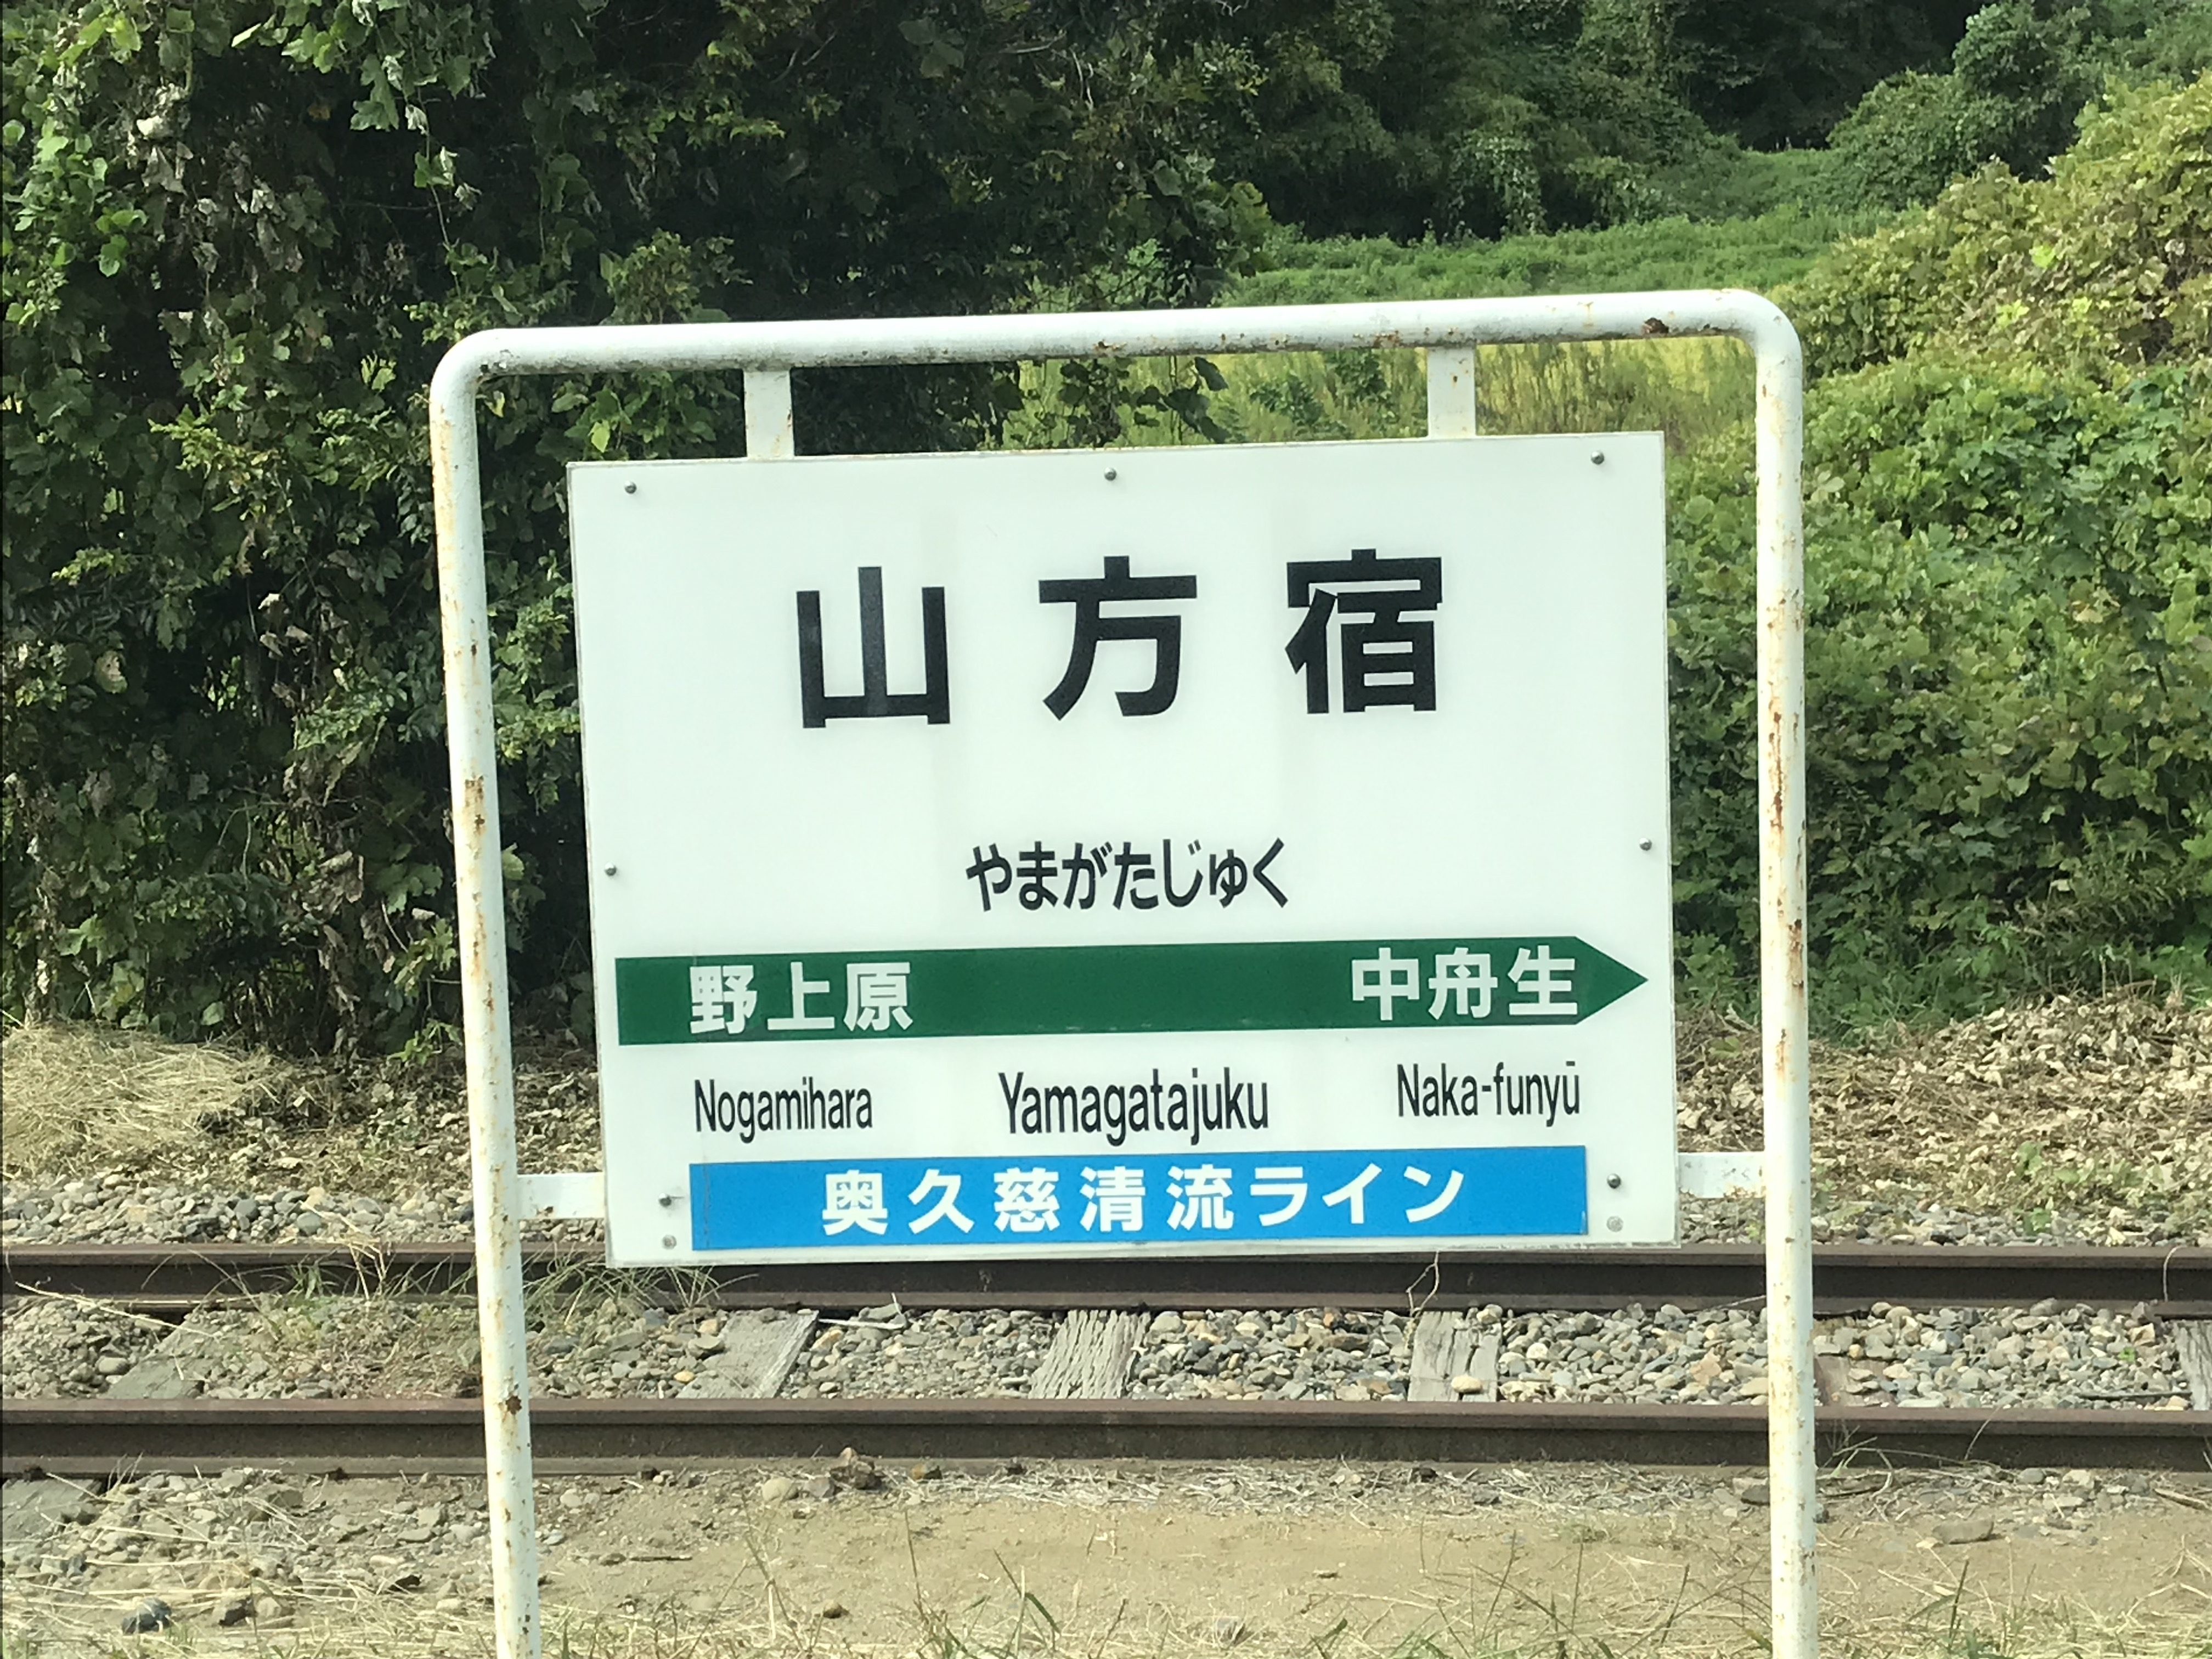 山方宿
やまがたじゅく
野上原 中舟生
Nogamihara Yamagatajuku Naka-funyū
奥久慈清流ライン